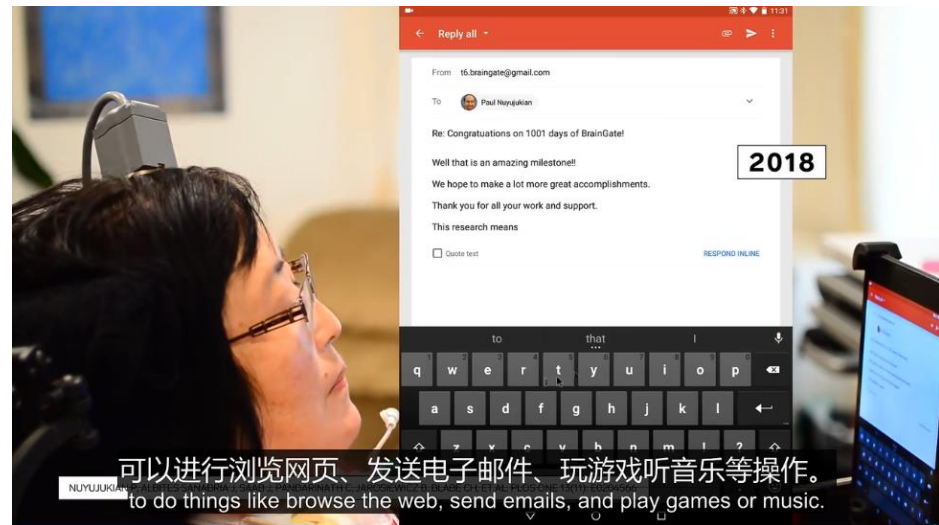 11:31
Reply all
From t6.braingate@gmail.com
To Paul Nuyujukian
Re: Congratuations on 1001 days of BrainGate!
2018
Well that is an amazing milestone!!
We hope to make a lot more great accomplishments.
Thank you for all your work and support.
This research means
Quote text RESPOND INLINE
to that I
q w e r t y u i o p
a s d f g h j k l
z x c v b n m ! ?
可以进行浏览网页、发送电子邮件、玩游戏听音乐等操作。
to do things like browse the web, send emails, and play games or music.